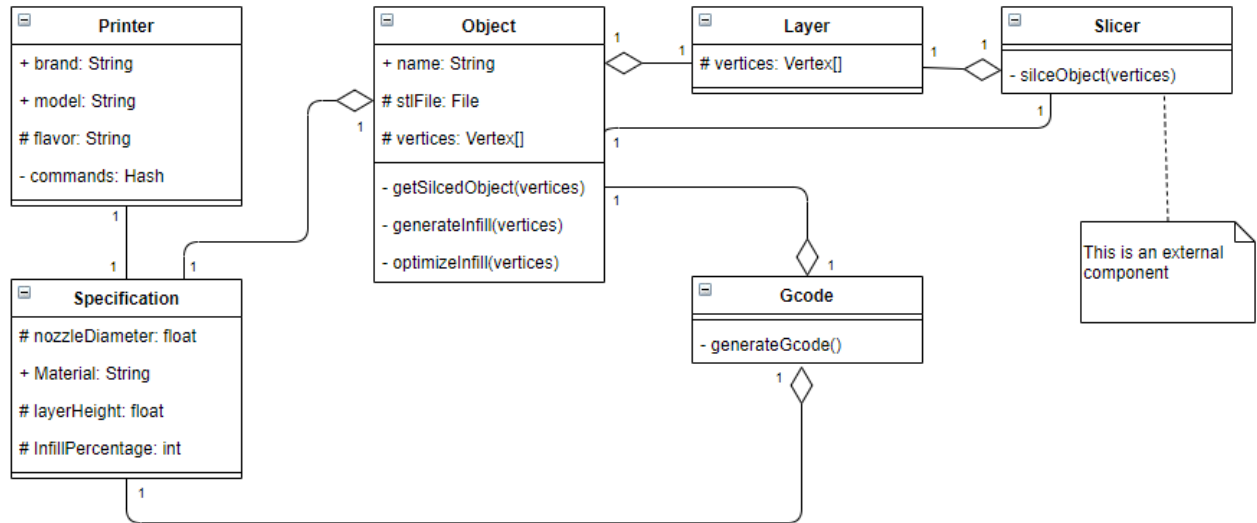 Printer
+ brand: String
+ model: String
# flavor: String
- commands: Hash
1
1
Specification
# nozzleDiameter: float
+ Material: String
# layerHeight: float
# InfillPercentage: int
1
1
1
Object
+ name: String
# stlFile: File
# vertices: Vertex[]
- getSilcedObject(vertices)
- generateInfill(vertices)
- optimizeInfill(vertices)
1
1
Layer
# vertices: Vertex[]
1
1
Slicer
- silceObject(vertices)
1
1
This is an external
component
1
1
Gcode
- generateGcode()
1